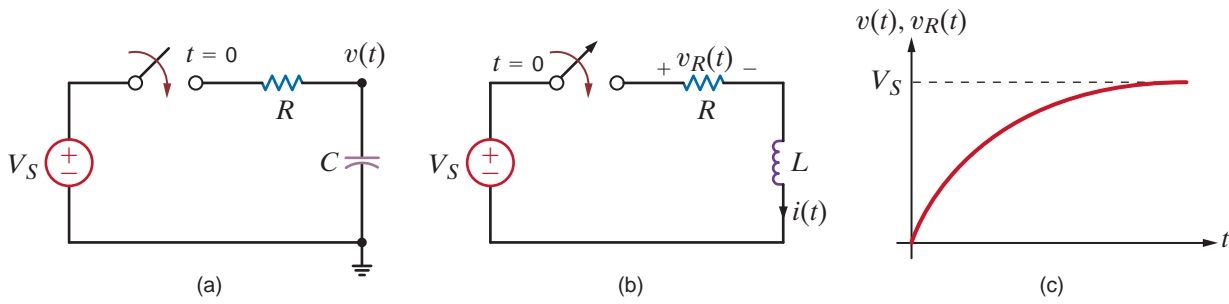 t = 0
v(t)
R
V_S
+
−
C
(a)
t = 0
+ v_R(t) −
R
V_S
+
−
L
i(t)
(b)
v(t), v_R(t)
V_S
t
(c)